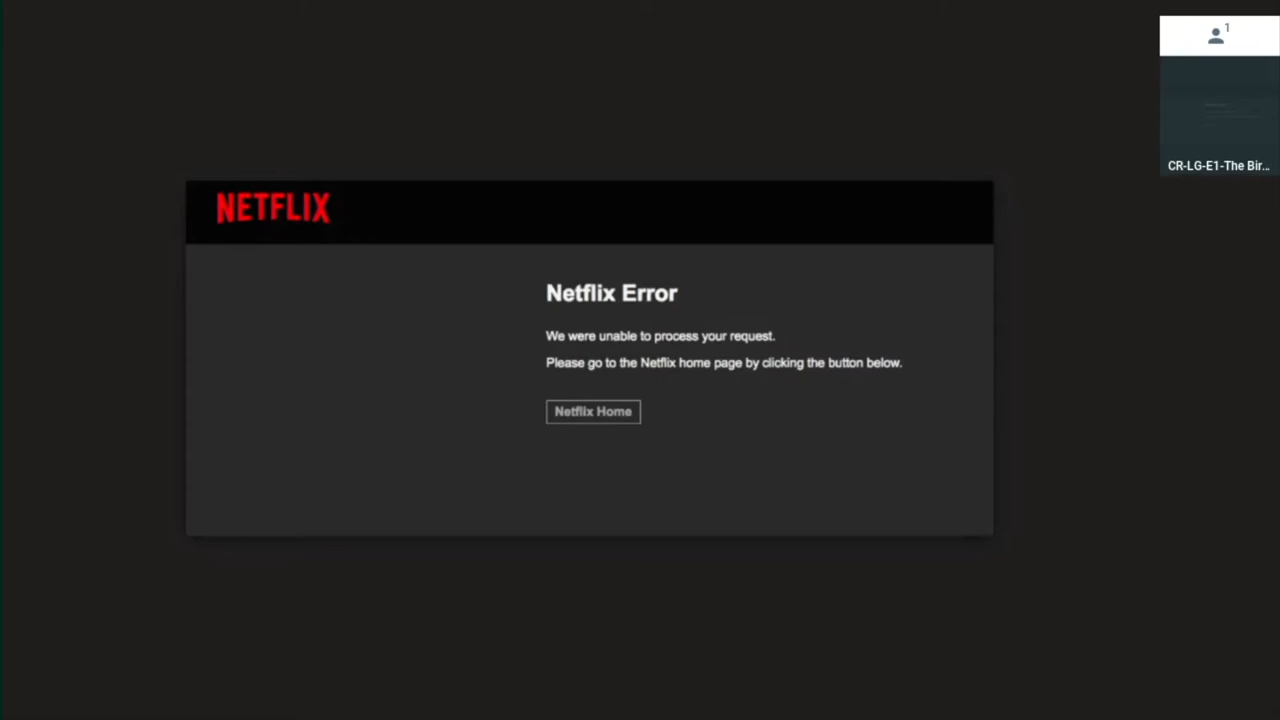 1
CR-LG-E1-The Bir...
NETFLIX
Netflix Error
We were unable to process your request.
Please go to the Netflix home page by clicking the button below.
Netflix Home